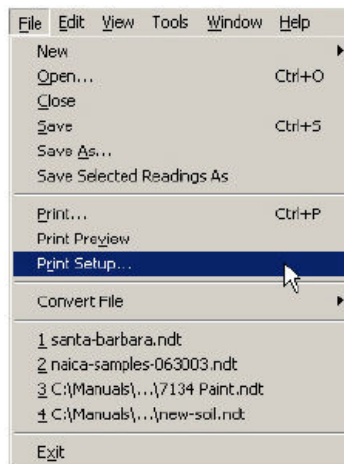 File Edit View Tools Window Help
New
Open... Ctrl+O
Close
Save Ctrl+S
Save As...
Save Selected Readings As
Print... Ctrl+P
Print Preview
Print Setup...
Convert File
1 santa-barbara.ndt
2 naica-samples-063003.ndt
3 C:\Manuals\...\7134 Paint.ndt
4 C:\Manuals\...\new-soil.ndt
Exit